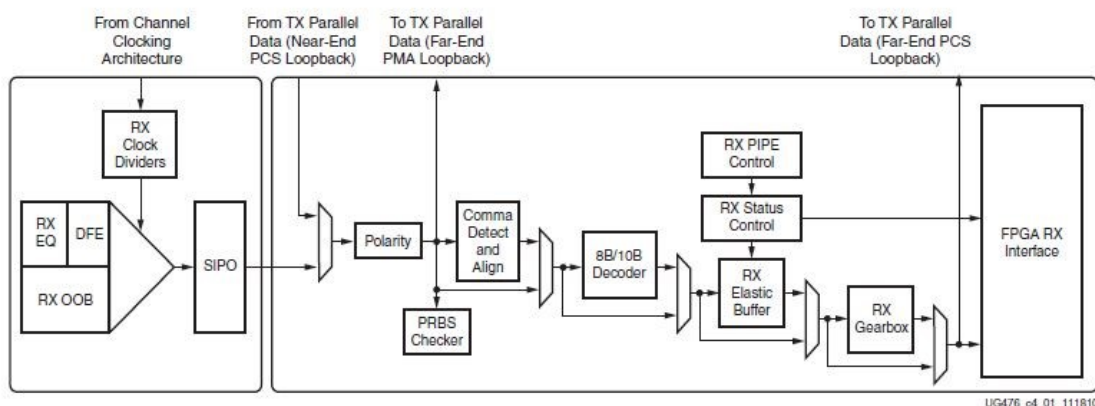 From Channel
Clocking
Architecture
From TX Parallel
Data (Near-End
PCS Loopback)
To TX Parallel
Data (Far-End
PMA Loopback)
To TX Parallel
Data (Far-End PCS
Loopback)
RX
Clock
Dividers
RX
EQ
DFE
RX OOB
SIPO
Polarity
Comma
Detect
and
Align
PRBS
Checker
8B/10B
Decoder
RX PIPE
Control
RX Status
Control
RX
Elastic
Buffer
RX
Gearbox
FPGA RX
Interface
UG476_c4_01_111810